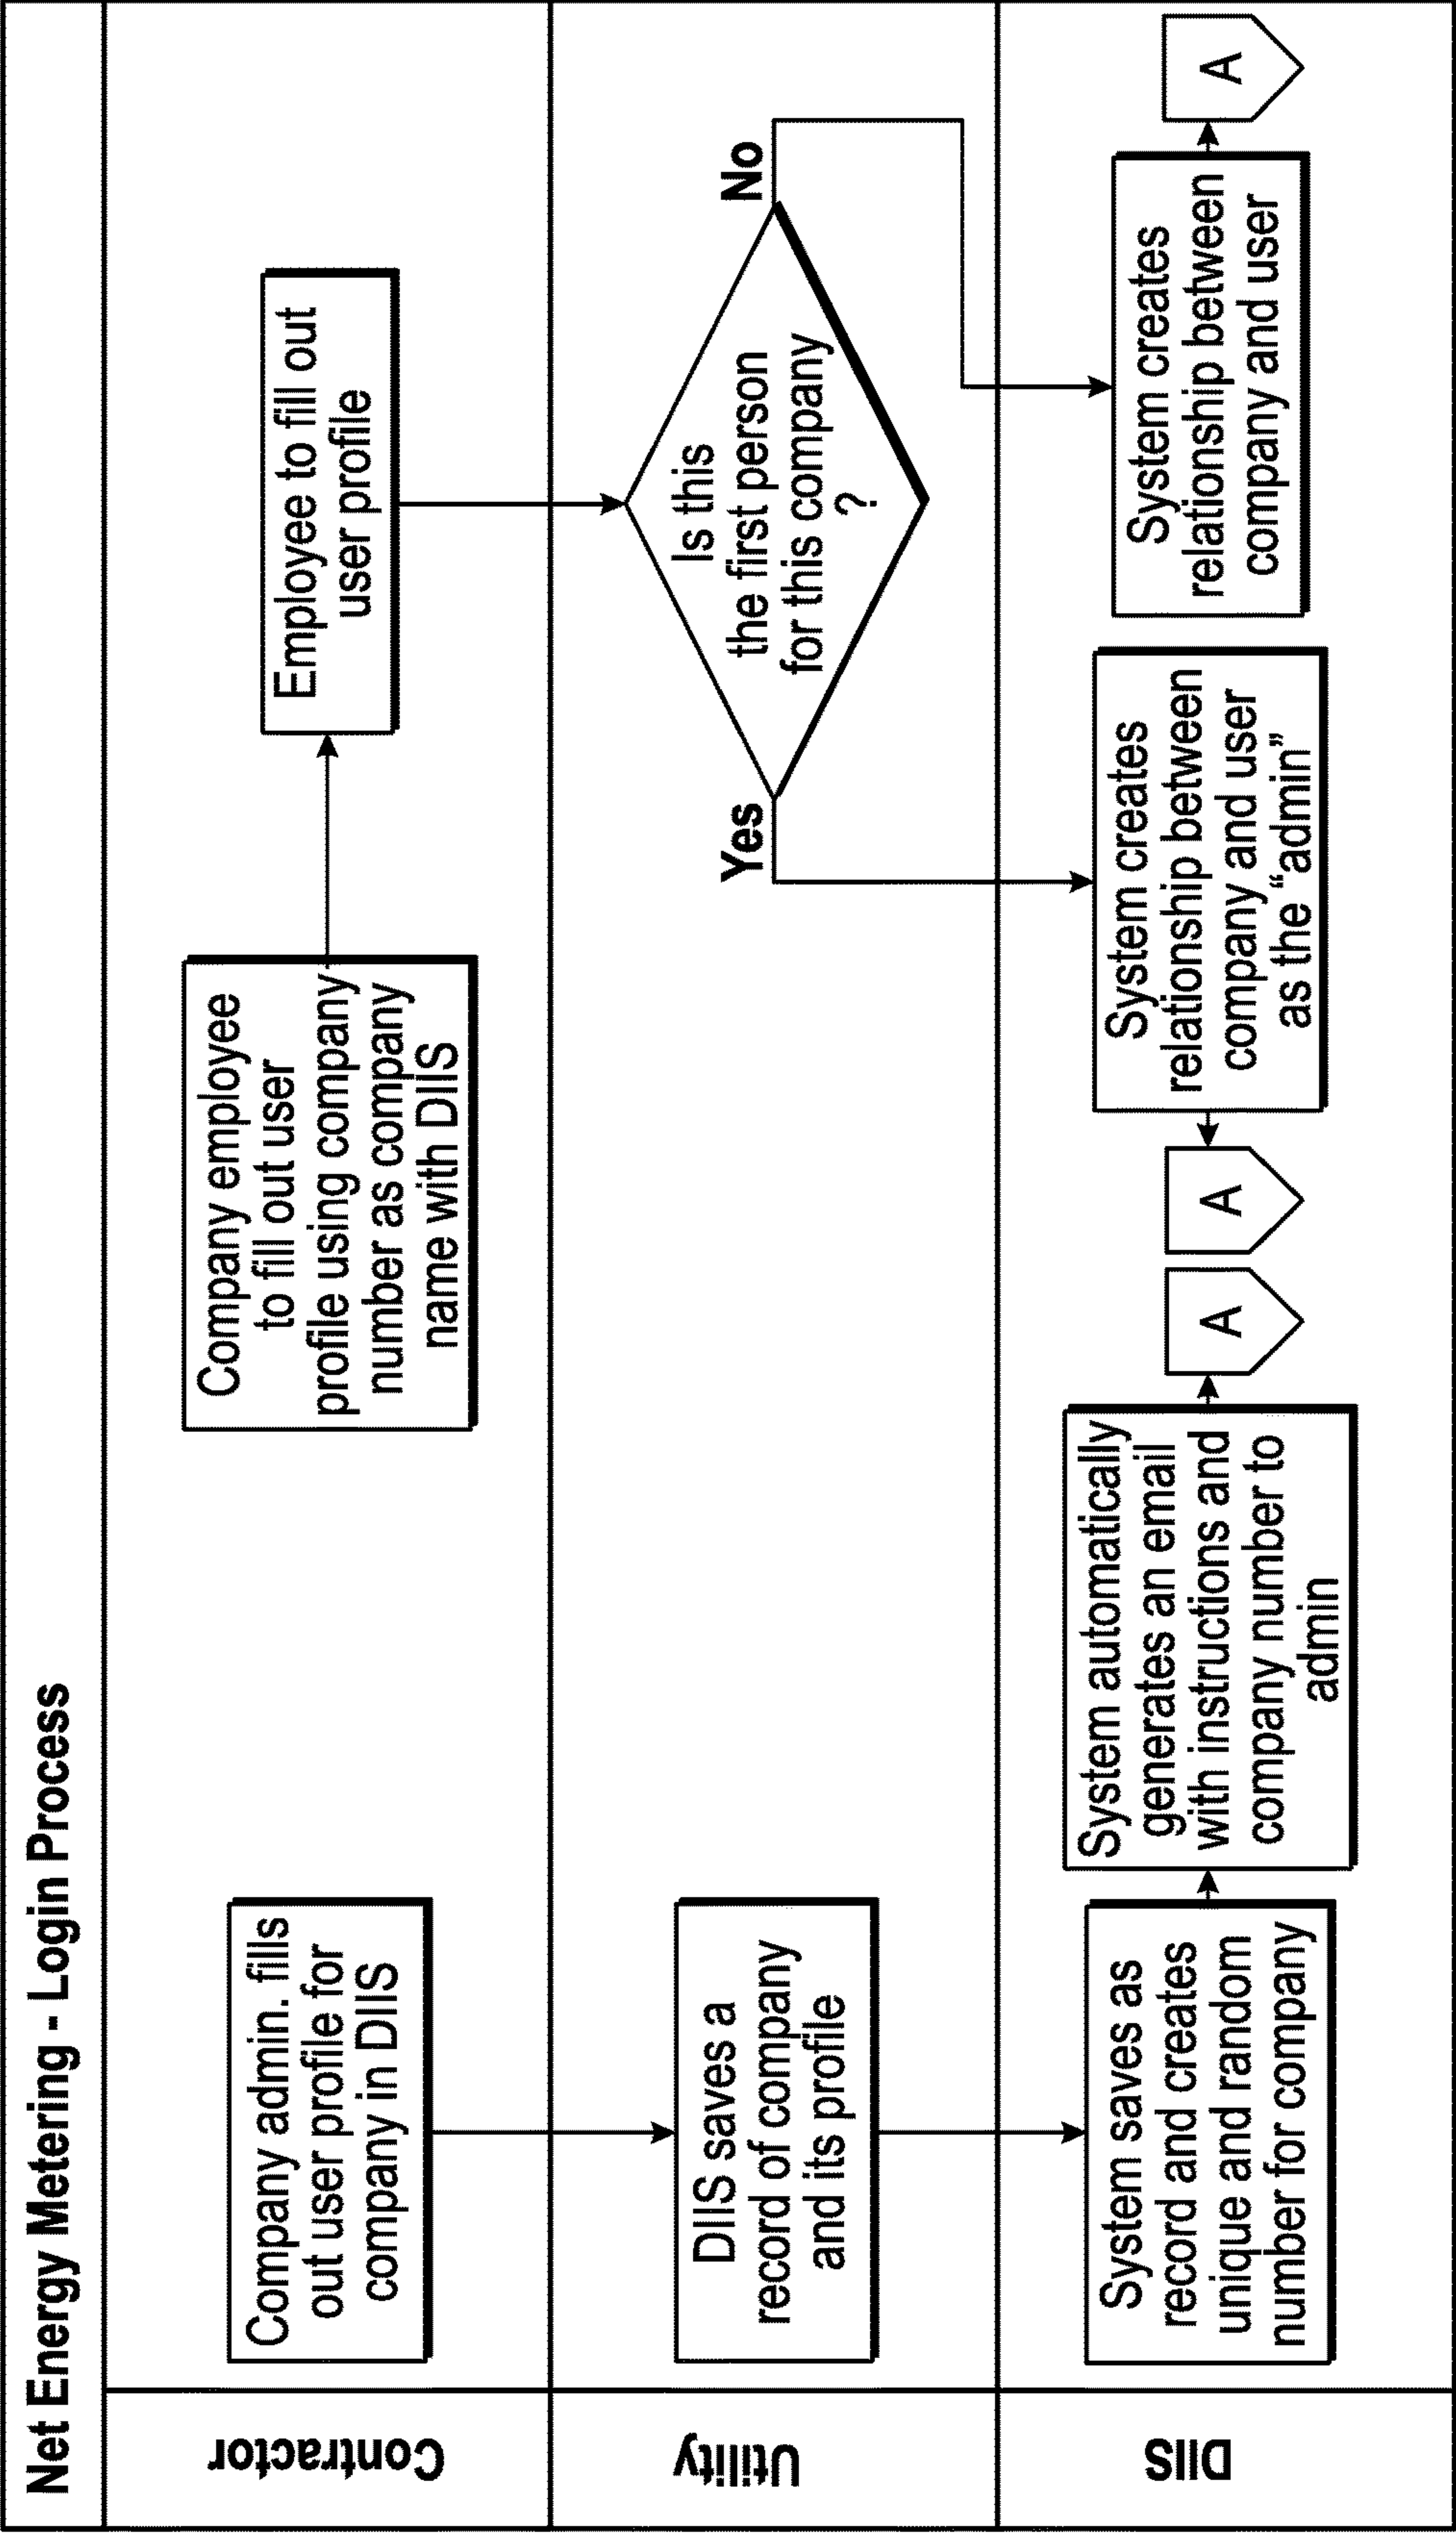 Net Energy Metering - Login Process
Contractor
Company admin. fills
out user profile for
company in DIIS
Company employee
to fill out user
profile using company
number as company
name with DIIS
Employee to fill out
user profile
Utility
DIIS saves a
record of company
and its profile
Yes
Is this
the first person
for this company
?
No
DIIS
System saves as
record and creates
unique and random
number for company
System automatically
generates an email
with instructions and
company number to
admin
A
A
System creates
relationship between
company and user
as the “admin”
System creates
relationship between
company and user
A